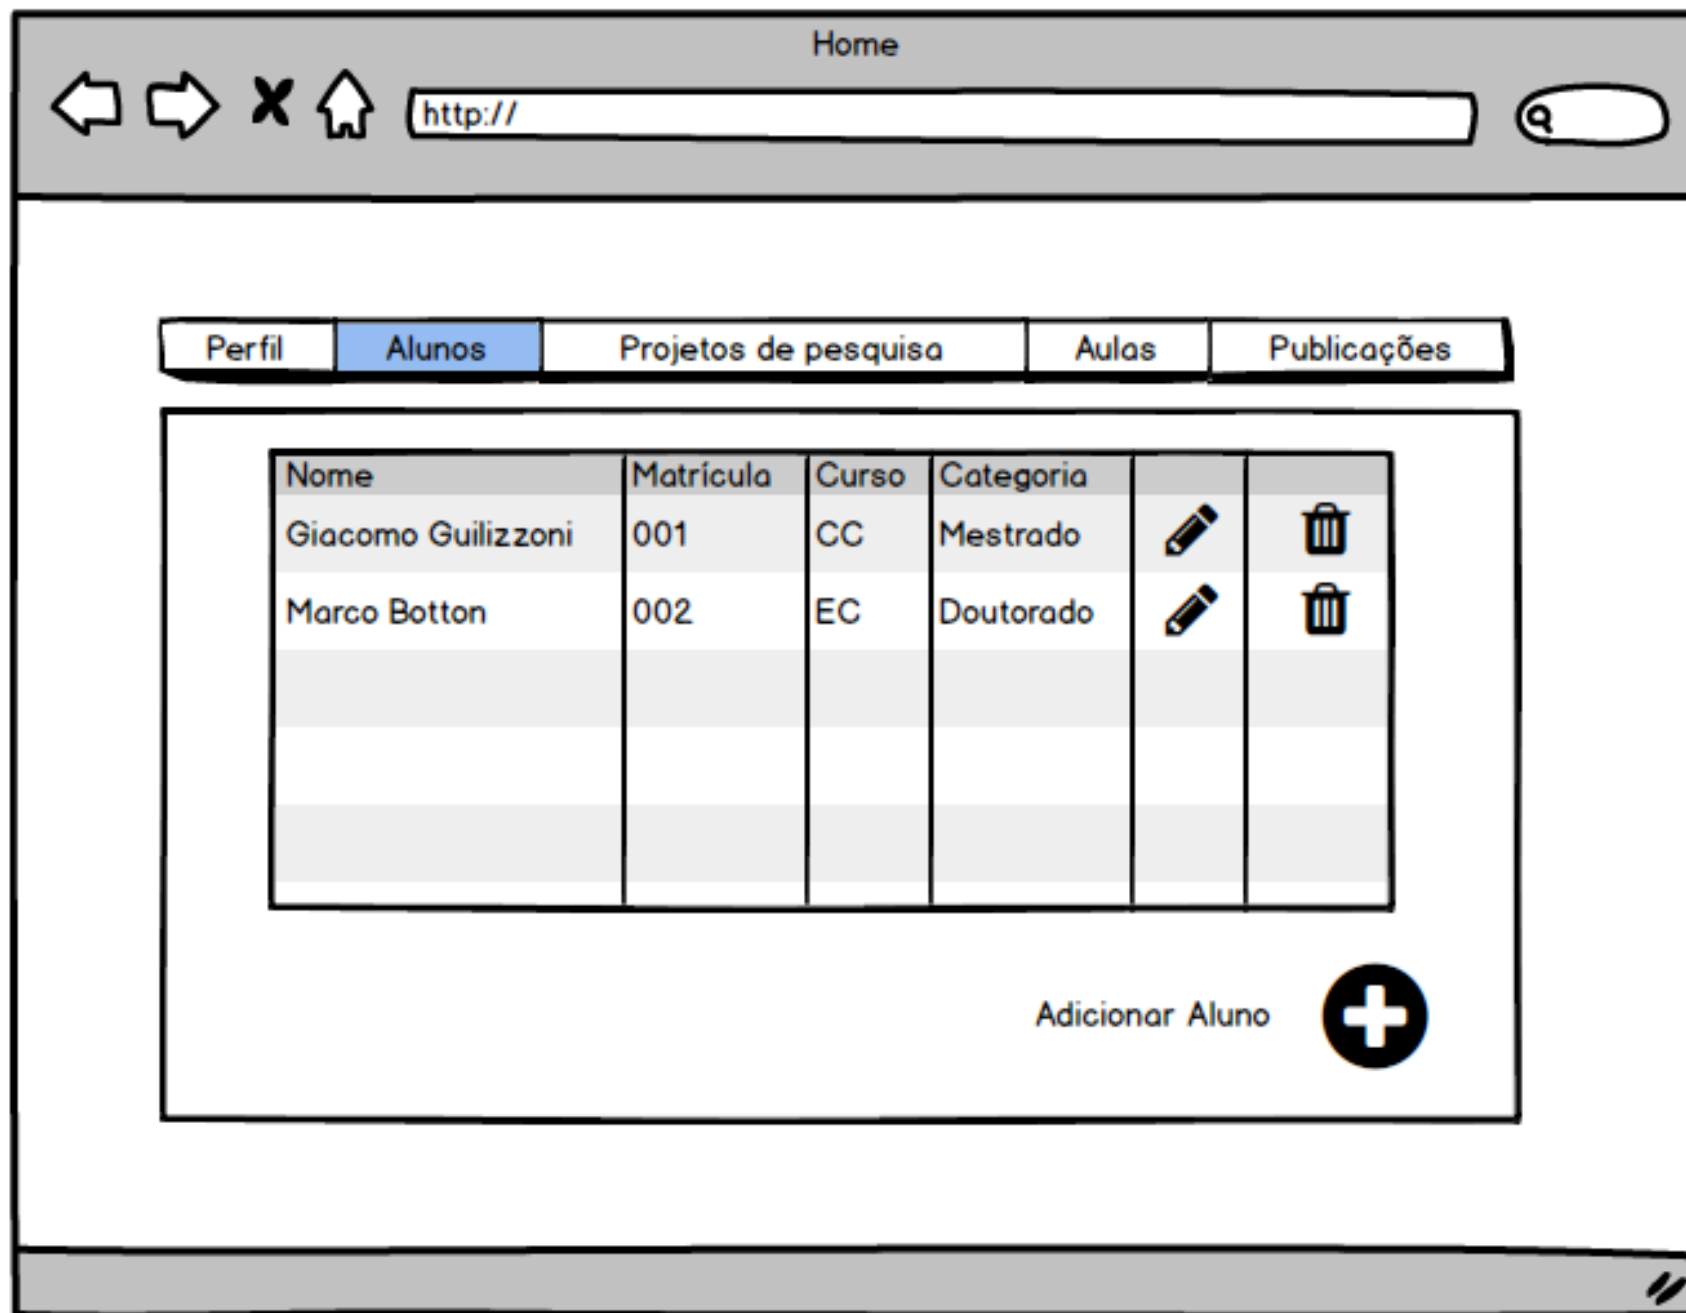 Home
http://
Perfil Alunos Projetos de pesquisa Aulas Publicações
Nome Matrícula Curso Categoria
Giacomo Guilizzoni 001 CC Mestrado
Marco Botton 002 EC Doutorado
Adicionar Aluno